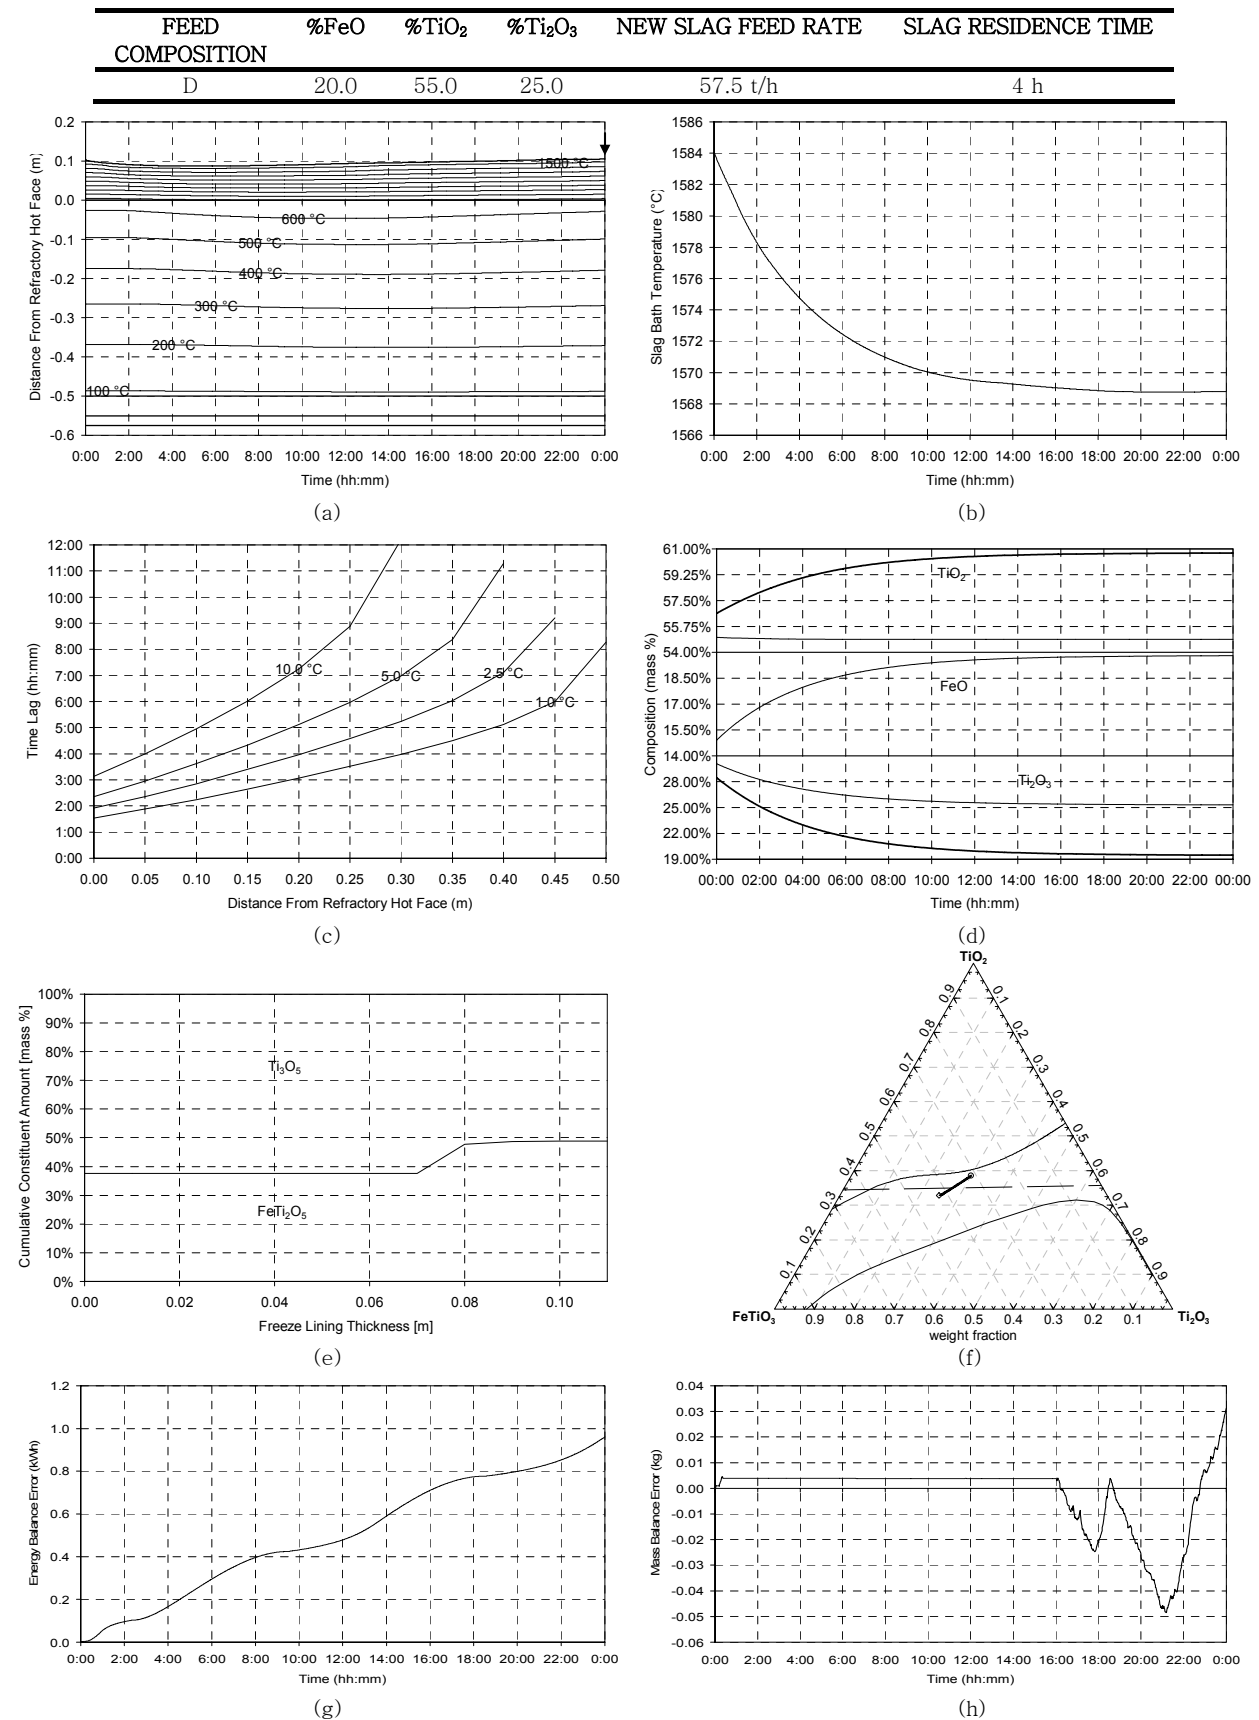 FEED COMPOSITION %FeO %TiO₂ %Ti₂O₃ NEW SLAG FEED RATE SLAG RESIDENCE TIME
D 20.0 55.0 25.0 57.5 t/h 4 h
Distance From Refractory Hot Face (m)
0.2
0.1
0.0
-0.1
-0.2
-0.3
-0.4
-0.5
-0.6
1500 °C
600 °C
500 °C
400 °C
300 °C
200 °C
100 °C
0:00 2:00 4:00 6:00 8:00 10:00 12:00 14:00 16:00 18:00 20:00 22:00 0:00
Time (hh:mm)
(a)
Slag Bath Temperature (°C)
1586
1584
1582
1580
1578
1576
1574
1572
1570
1568
1566
0:00 2:00 4:00 6:00 8:00 10:00 12:00 14:00 16:00 18:00 20:00 22:00 0:00
Time (hh:mm)
(b)
Time Lag (hh:mm)
12:00
11:00
10:00
9:00
8:00
7:00
6:00
5:00
4:00
3:00
2:00
1:00
0:00
10.0 °C
5.0 °C
2.5 °C
1.0 °C
0.00 0.05 0.10 0.15 0.20 0.25 0.30 0.35 0.40 0.45 0.50
Distance From Refractory Hot Face (m)
(c)
Composition (mass %)
61.00%
59.25%
57.50%
55.75%
54.00%
18.50%
17.00%
15.50%
14.00%
28.00%
25.00%
22.00%
19.00%
TiO₂
FeO
Ti₂O₃
00:00 02:00 04:00 06:00 08:00 10:00 12:00 14:00 16:00 18:00 20:00 22:00 00:00
Time (hh:mm)
(d)
Cumulative Constituent Amount [mass %]
100%
90%
80%
70%
60%
50%
40%
30%
20%
10%
0%
Ti₃O₅
FeTi₂O₅
0.00 0.02 0.04 0.06 0.08 0.10
Freeze Lining Thickness [m]
(e)
TiO₂
0.9 0.1
0.8 0.2
0.7 0.3
0.6 0.4
0.5 0.5
0.4 0.6
0.3 0.7
0.2 0.8
0.1 0.9
FeTiO₃ 0.9 0.8 0.7 0.6 0.5 0.4 0.3 0.2 0.1 Ti₂O₃
weight fraction
(f)
Energy Balance Error (kWh)
1.2
1.0
0.8
0.6
0.4
0.2
0.0
0:00 2:00 4:00 6:00 8:00 10:00 12:00 14:00 16:00 18:00 20:00 22:00 0:00
Time (hh:mm)
(g)
Mass Balance Error (kg)
0.04
0.03
0.02
0.01
0.00
-0.01
-0.02
-0.03
-0.04
-0.05
-0.06
0:00 2:00 4:00 6:00 8:00 10:00 12:00 14:00 16:00 18:00 20:00 22:00 0:00
Time (hh:mm)
(h)